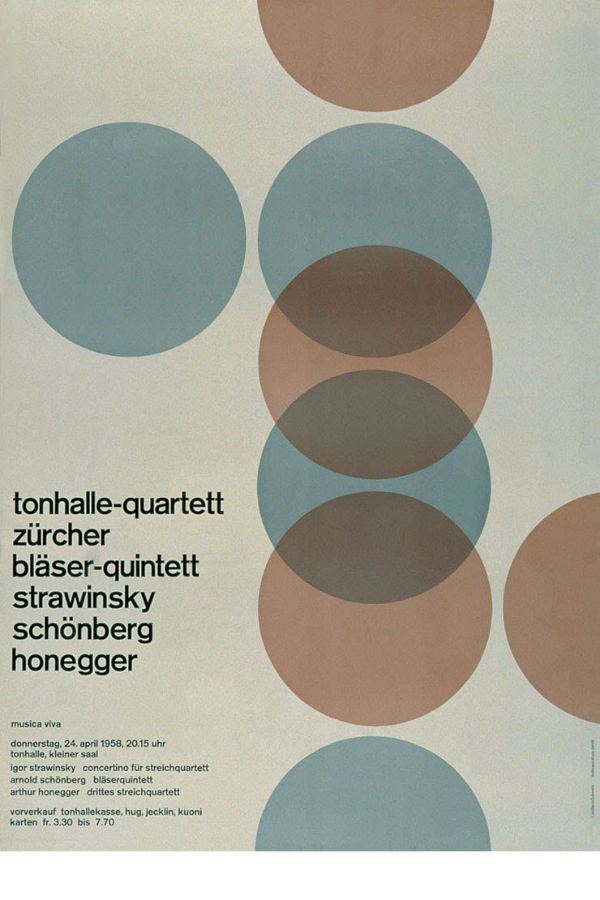 tonhalle-quartett
zürcher
bläser-quintett
strawinsky
schönberg
honegger
musica viva
donnerstag, 24. april 1958, 20.15 uhr
tonhalle, kleiner saal
igor strawinsky concertino für streichquartett
arnold schönberg bläserquintett
arthur honegger drittes streichquartett
vorverkauf tonhallekasse, hug, jecklin, kuoni
karten fr. 3.30 bis 7.70